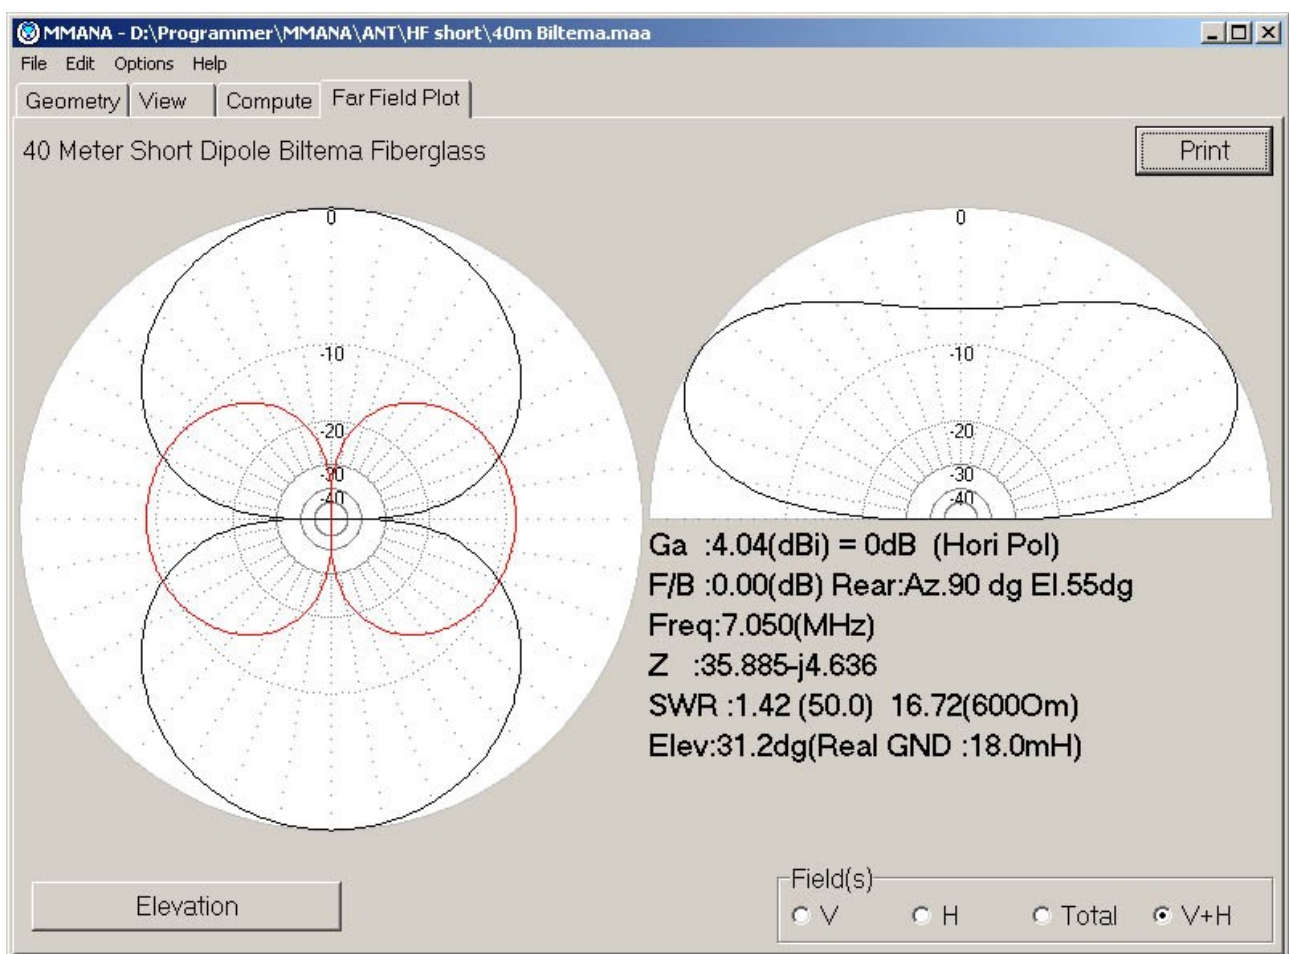 MMANA - D:\Programmer\MMANA\ANT\HF short\40m Biltema.maa
File Edit Options Help
Geometry View Compute Far Field Plot
40 Meter Short Dipole Biltema Fiberglass
Print
0
-10
-20
-30
-40
0
-10
-20
-30
-40
Ga :4.04(dBi) = 0dB (Hori Pol)
F/B :0.00(dB) Rear:Az.90 dg El.55dg
Freq:7.050(MHz)
Z :35.885-j4.636
SWR :1.42 (50.0) 16.72(600Om)
Elev:31.2dg(Real GND :18.0mH)
Elevation
Field(s)
V H Total V+H